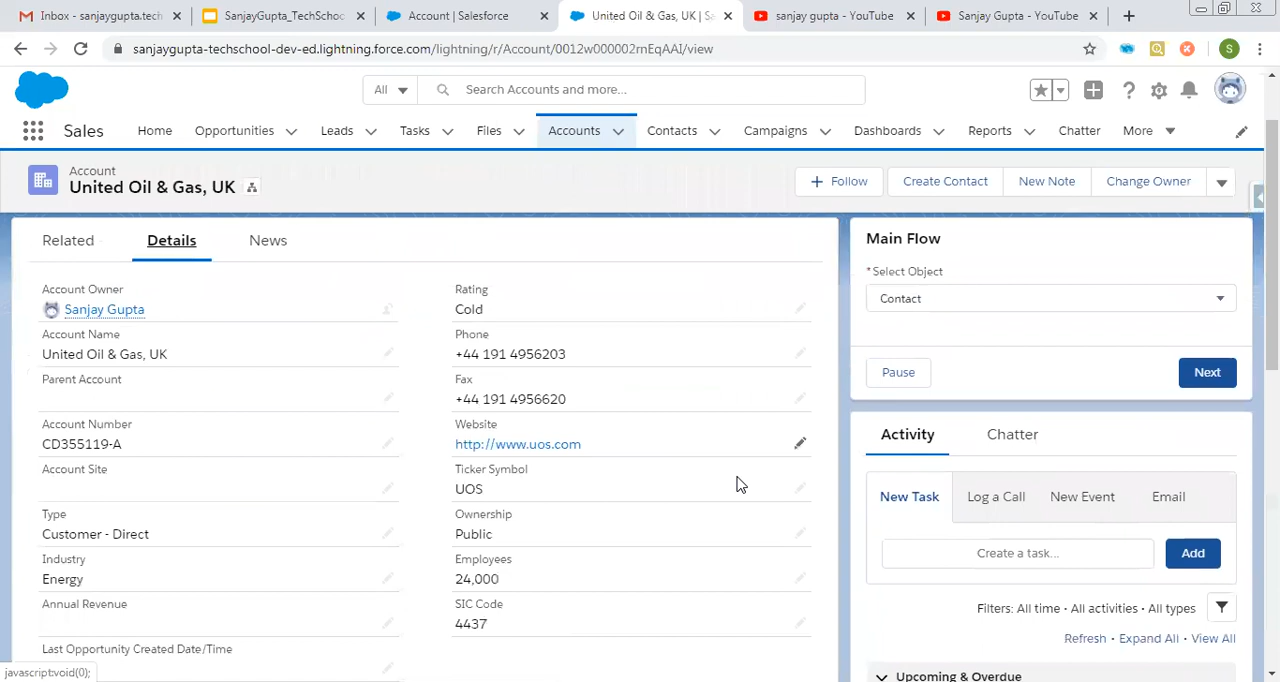 Inbox - sanjaygupta.tech
SanjayGupta_TechSchoo
Account | Salesforce
United Oil & Gas, UK | Sa
sanjay gupta - YouTube
Sanjay Gupta - YouTube
sanjaygupta-techschool-dev-ed.lightning.force.com/lightning/r/Account/0012w000002rnEqAAI/view
S
All
Search Accounts and more...
Sales
Home
Opportunities
Leads
Tasks
Files
Accounts
Contacts
Campaigns
Dashboards
Reports
Chatter
More
Account
United Oil & Gas, UK
+ Follow
Create Contact
New Note
Change Owner
Related
Details
News
Account Owner
Sanjay Gupta
Account Name
United Oil & Gas, UK
Parent Account
Account Number
CD355119-A
Account Site
Type
Customer - Direct
Industry
Energy
Annual Revenue
Last Opportunity Created Date/Time
Rating
Cold
Phone
+44 191 4956203
Fax
+44 191 4956620
Website
http://www.uos.com
Ticker Symbol
UOS
Ownership
Public
Employees
24,000
SIC Code
4437
Main Flow
*Select Object
Contact
Pause
Next
Activity
Chatter
New Task
Log a Call
New Event
Email
Create a task...
Add
Filters: All time • All activities • All types
Refresh • Expand All • View All
Upcoming & Overdue
javascript:void(0);